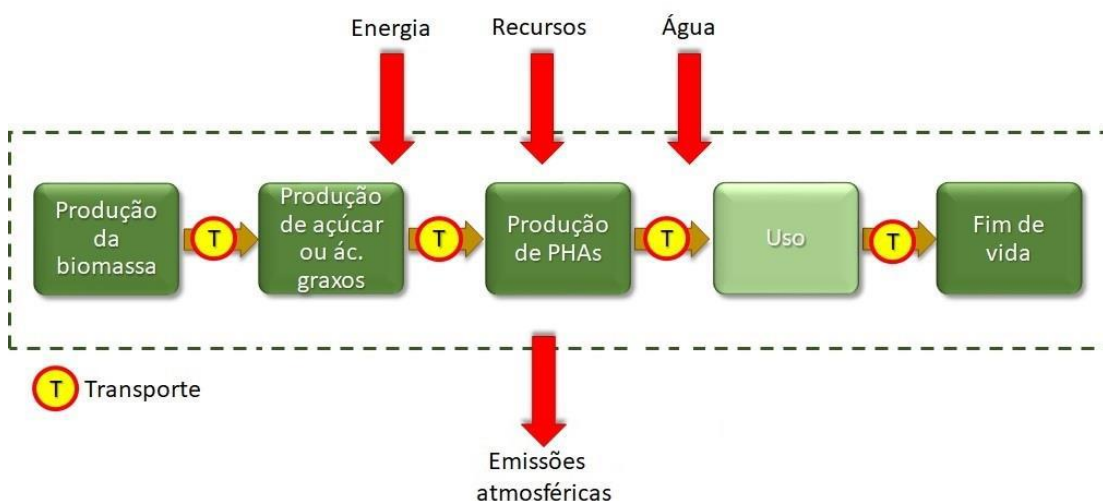 Energia
Recursos
Água
Produção
da
biomassa
T
Produção
de açúcar
ou ác.
graxos
T
Produção
de PHAs
T
Uso
T
Fim de
vida
T Transporte
Emissões
atmosféricas